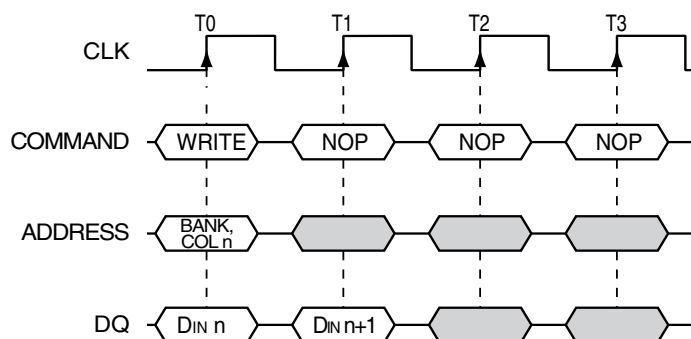 T0 T1 T2 T3
CLK
COMMAND WRITE NOP NOP NOP
ADDRESS BANK,
COL n
DQ DIN n DIN n+1